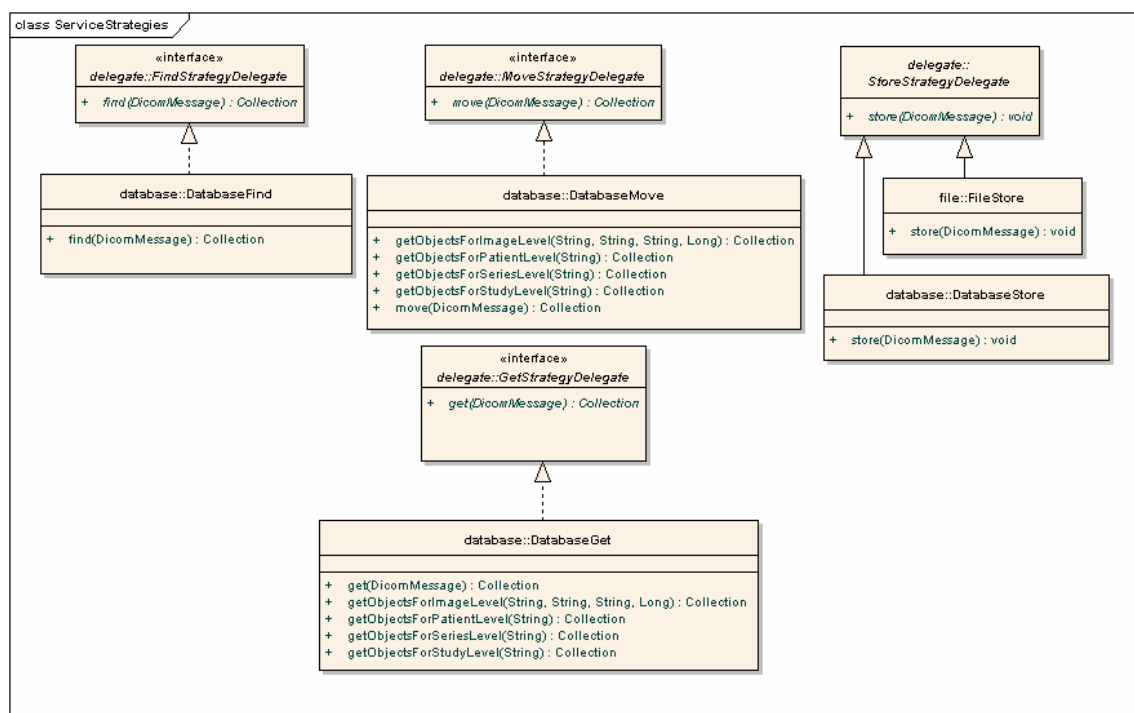 class ServiceStrategies
«interface»
delegate::FindStrategyDelegate
+ find(DicomMessage) : Collection
«interface»
delegate::MoveStrategyDelegate
+ move(DicomMessage) : Collection
delegate::
StoreStrategyDelegate
+ store(DicomMessage) : void
database::DatabaseFind
+ find(DicomMessage) : Collection
database::DatabaseMove
+ getObjectsForImageLevel(String, String, String, Long) : Collection
+ getObjectsForPatientLevel(String) : Collection
+ getObjectsForSeriesLevel(String) : Collection
+ getObjectsForStudyLevel(String) : Collection
+ move(DicomMessage) : Collection
file::FileStore
+ store(DicomMessage) : void
database::DatabaseStore
+ store(DicomMessage) : void
«interface»
delegate::GetStrategyDelegate
+ get(DicomMessage) : Collection
database::DatabaseGet
+ get(DicomMessage) : Collection
+ getObjectsForImageLevel(String, String, String, Long) : Collection
+ getObjectsForPatientLevel(String) : Collection
+ getObjectsForSeriesLevel(String) : Collection
+ getObjectsForStudyLevel(String) : Collection